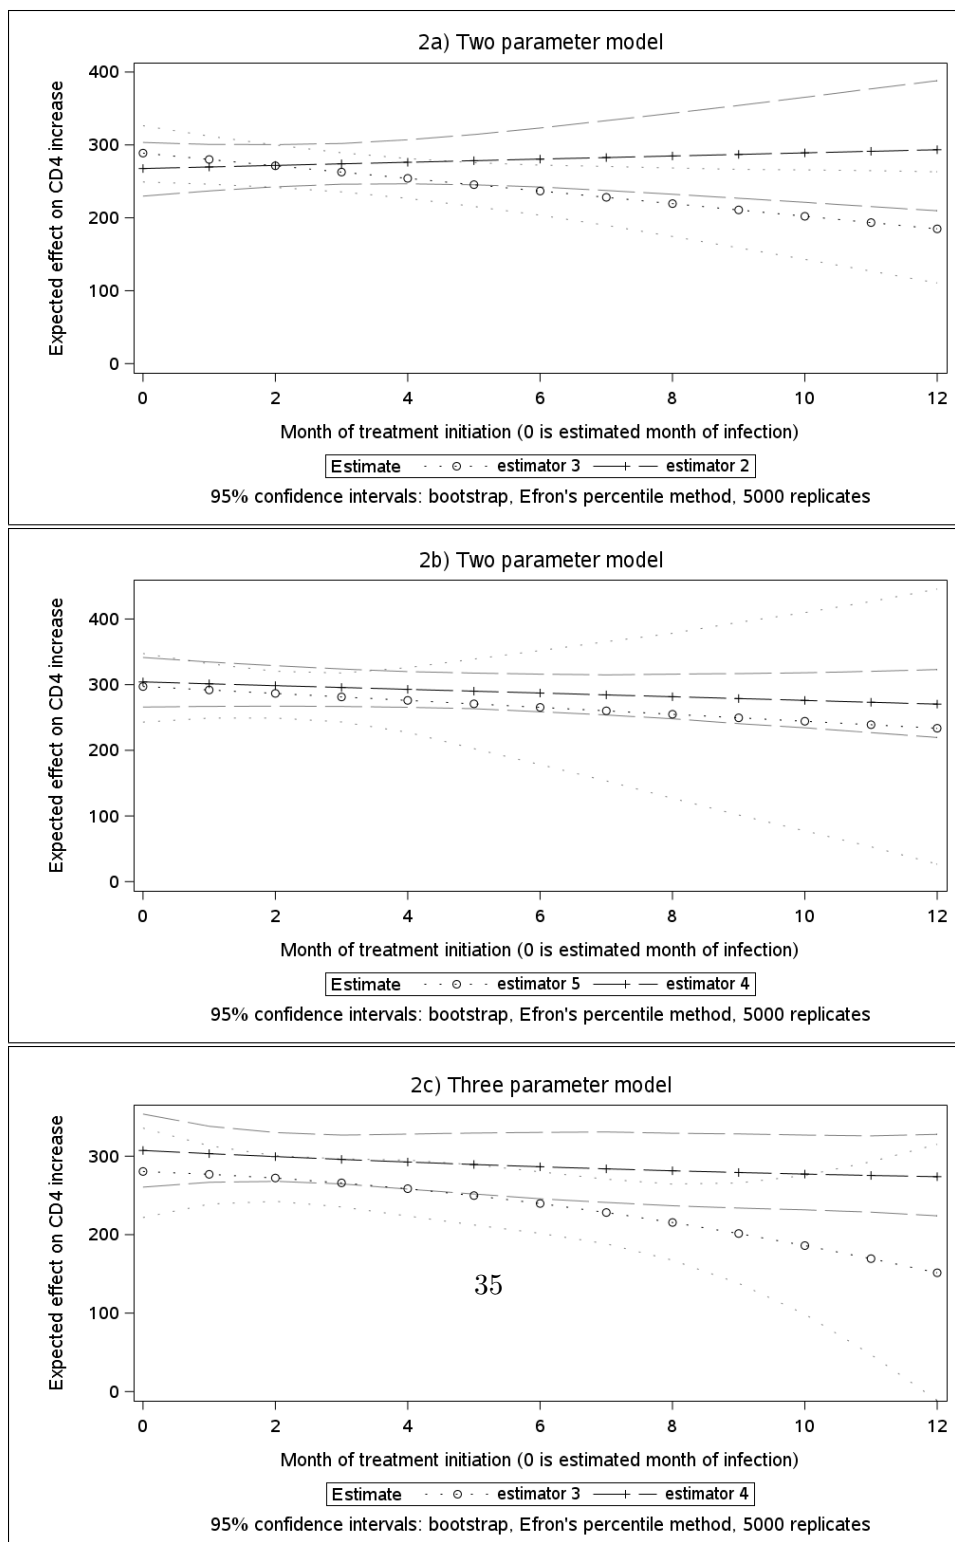 2a) Two parameter model
Expected effect on CD4 increase
400
300
200
100
0
0 2 4 6 8 10 12
Month of treatment initiation (0 is estimated month of infection)
Estimate estimator 3 estimator 2
95% confidence intervals: bootstrap, Efron's percentile method, 5000 replicates
2b) Two parameter model
Expected effect on CD4 increase
400
300
200
100
0
0 2 4 6 8 10 12
Month of treatment initiation (0 is estimated month of infection)
Estimate estimator 5 estimator 4
95% confidence intervals: bootstrap, Efron's percentile method, 5000 replicates
2c) Three parameter model
Expected effect on CD4 increase
300
200
100
0
35
0 2 4 6 8 10 12
Month of treatment initiation (0 is estimated month of infection)
Estimate estimator 3 estimator 4
95% confidence intervals: bootstrap, Efron's percentile method, 5000 replicates